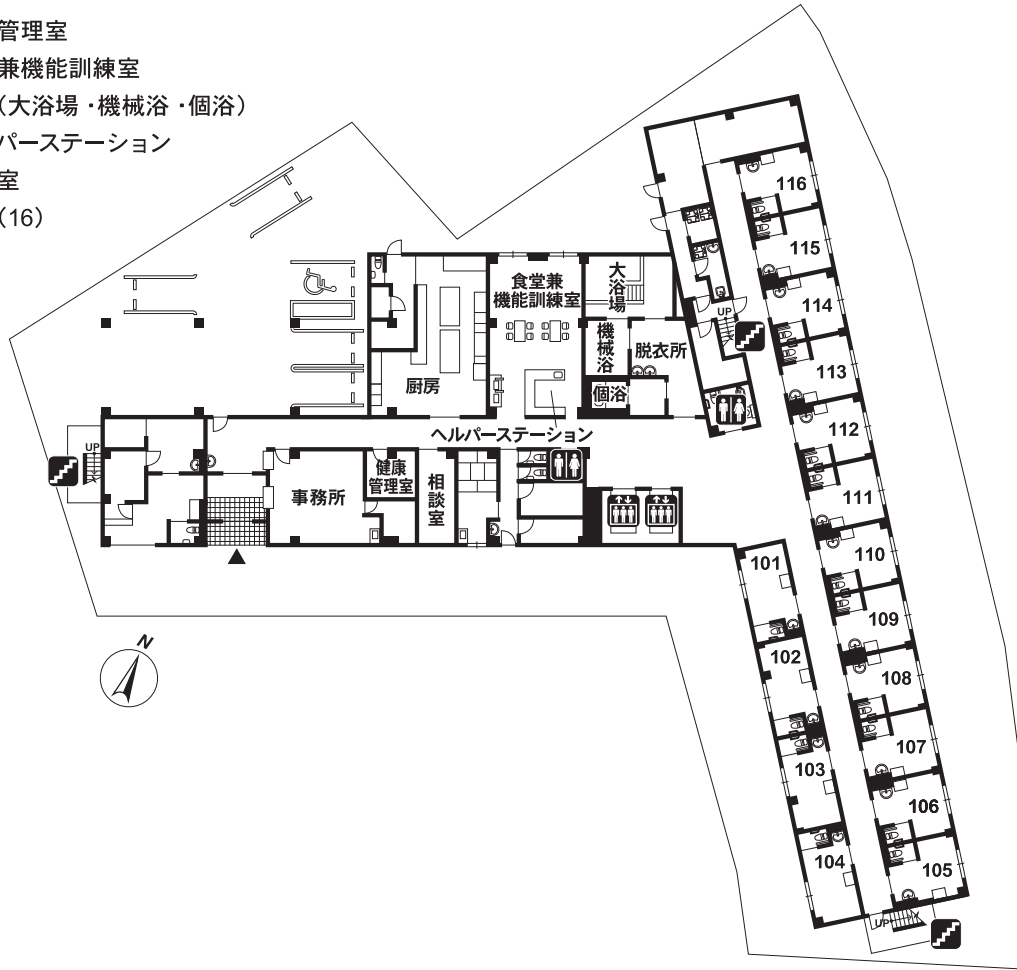 管理室
兼機能訓練室
（大浴場・機械浴・個浴）
パーステーション
室
（16）
116
115
114
113
112
111
110
109
108
107
106
105
101
102
103
104
UP
UP
UP
大浴場
食堂兼
機能訓練室
機械浴
脱衣所
個浴
厨房
ヘルパーステーション
事務所
健康
管理室
相談室
N